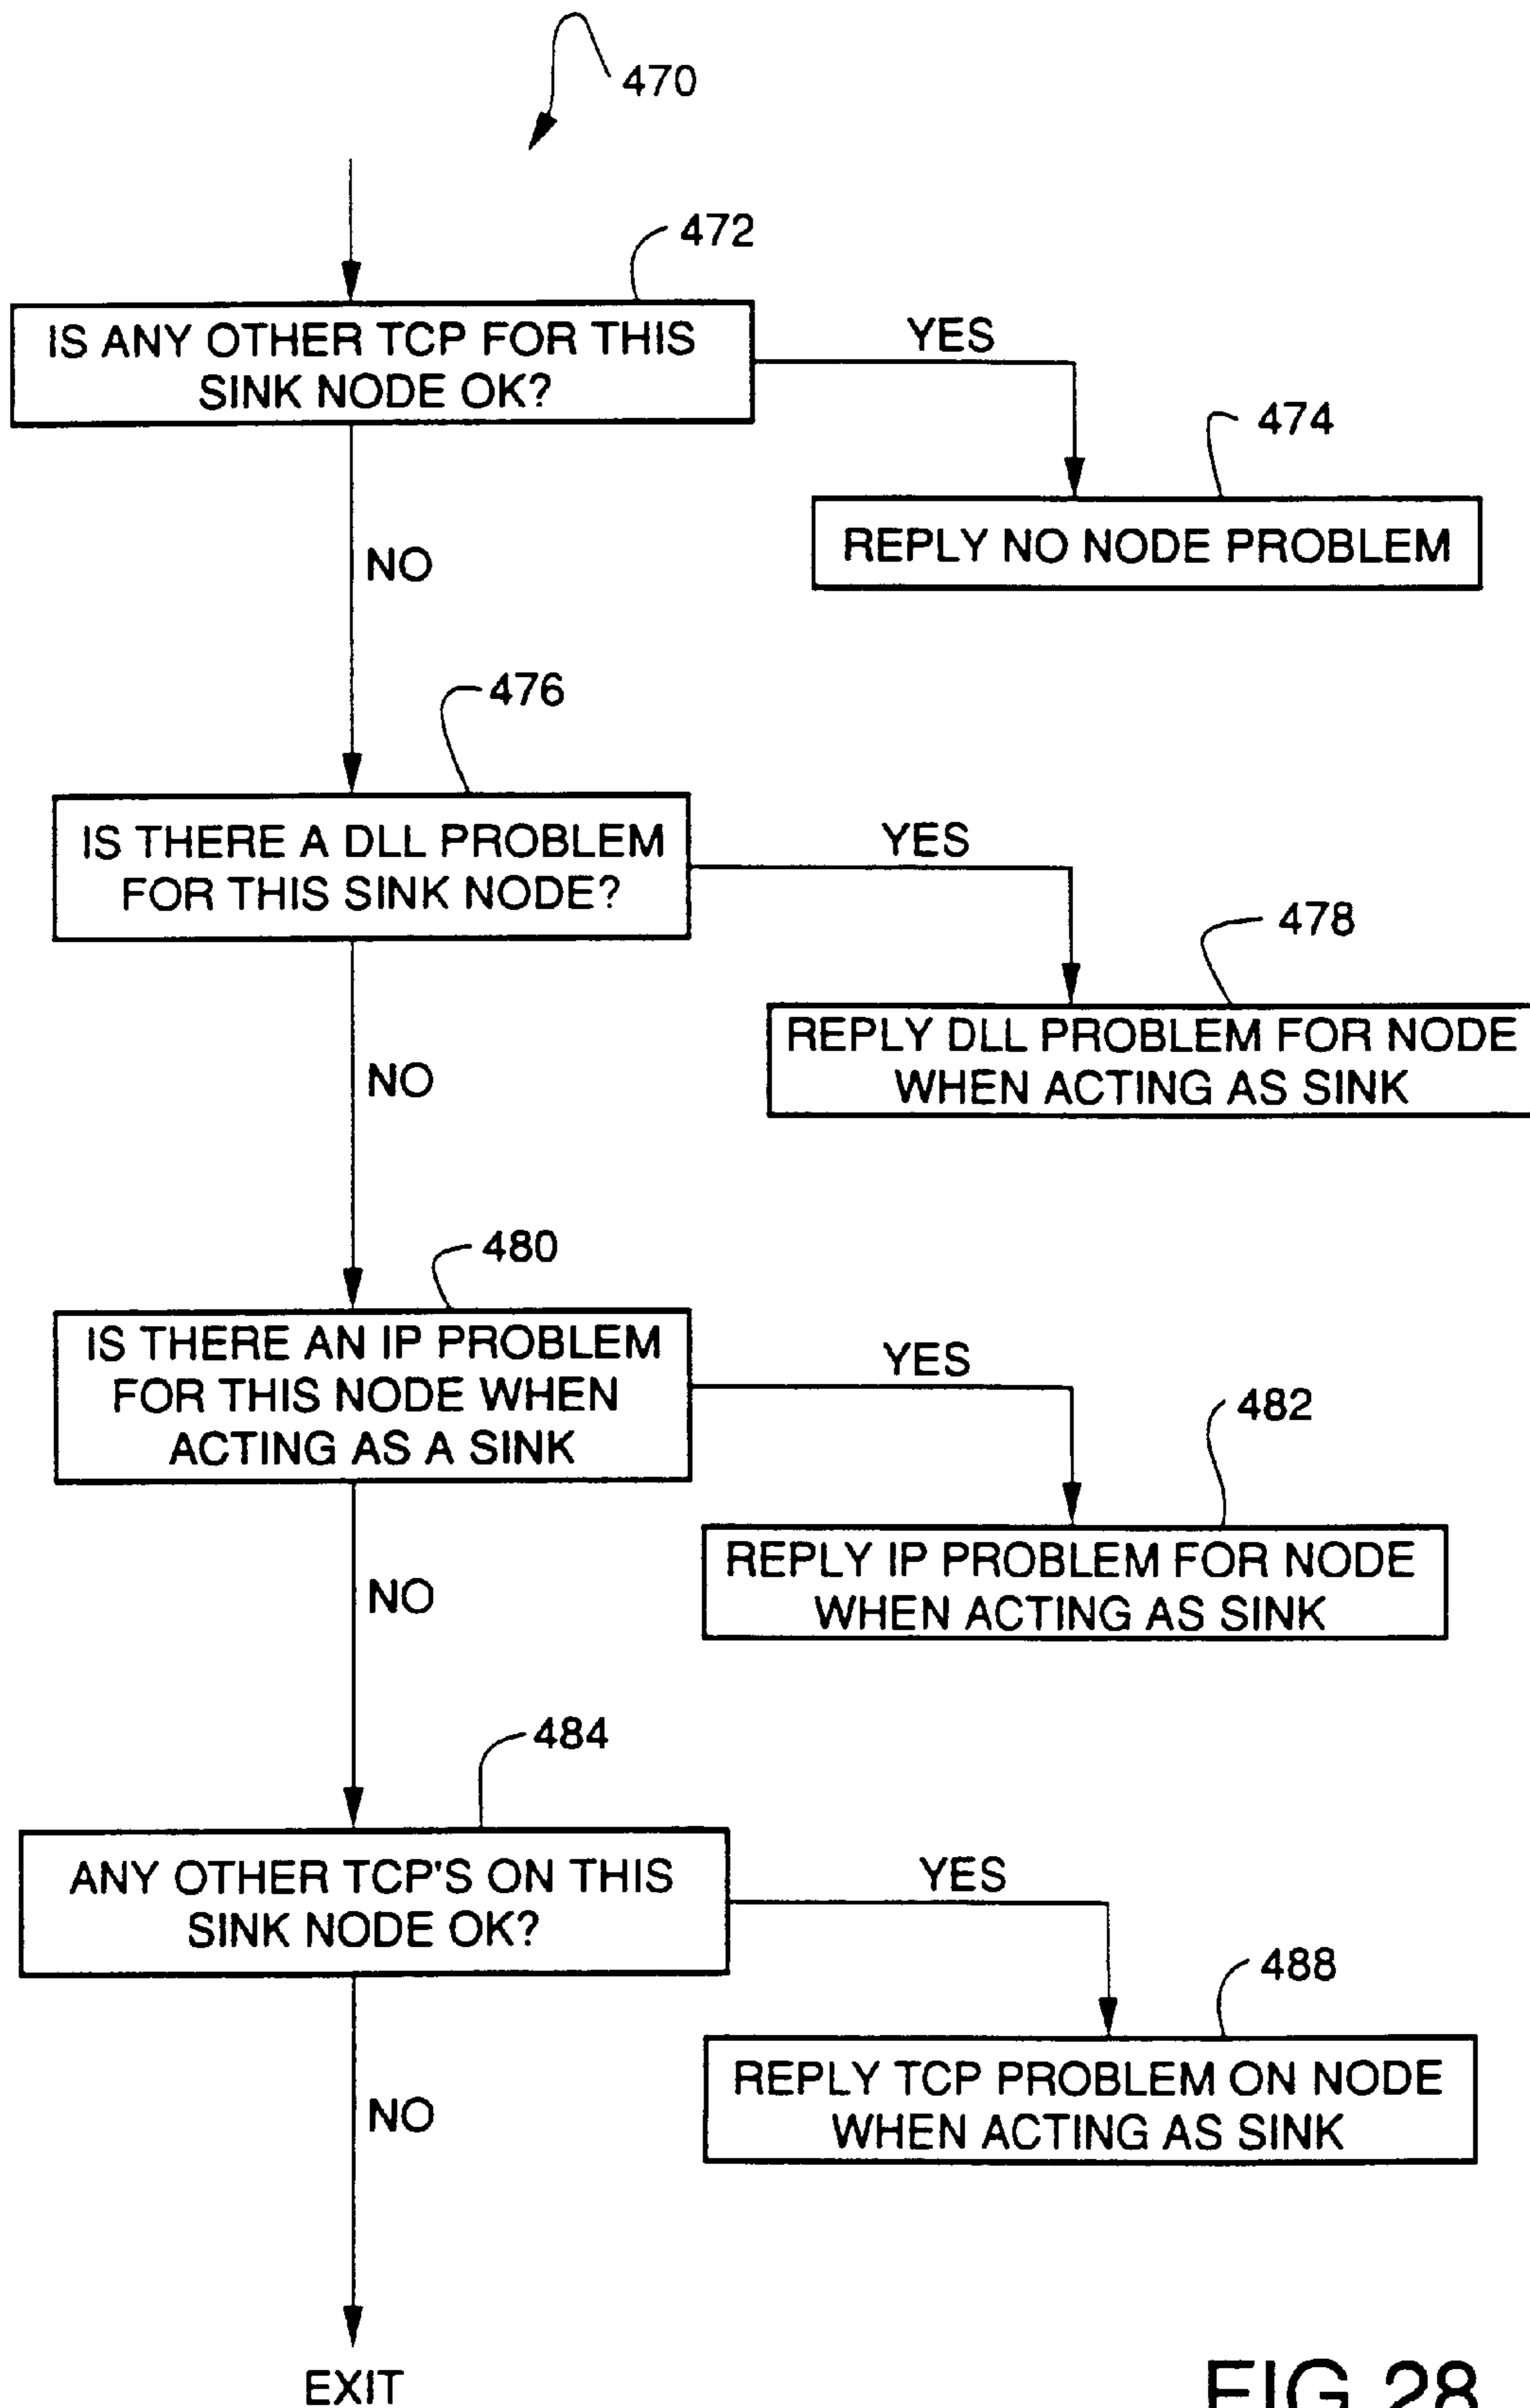 470
472
IS ANY OTHER TCP FOR THIS
SINK NODE OK?
YES
474
REPLY NO NODE PROBLEM
NO
476
IS THERE A DLL PROBLEM
FOR THIS SINK NODE?
YES
478
REPLY DLL PROBLEM FOR NODE
WHEN ACTING AS SINK
NO
480
IS THERE AN IP PROBLEM
FOR THIS NODE WHEN
ACTING AS A SINK
YES
482
REPLY IP PROBLEM FOR NODE
WHEN ACTING AS SINK
NO
484
ANY OTHER TCP'S ON THIS
SINK NODE OK?
YES
488
REPLY TCP PROBLEM ON NODE
WHEN ACTING AS SINK
NO
EXIT
FIG 28